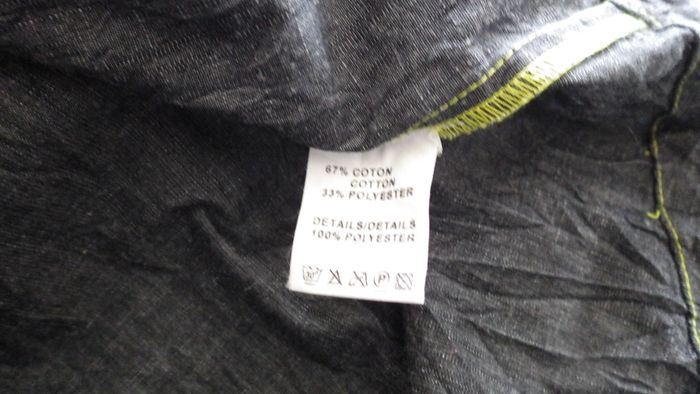 67% COTON
COTTON
33% POLYESTER
DETAILS/DETAILS
100% POLYESTER
P